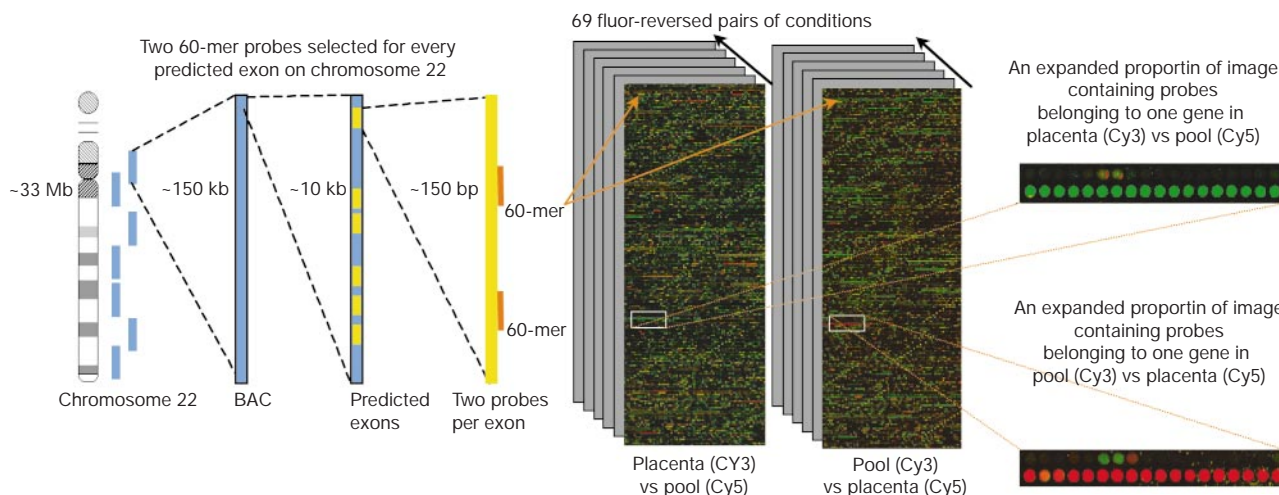 69 fluor-reversed pairs of conditions
Two 60-mer probes selected for every
predicted exon on chromosome 22
~33 Mb
~150 kb
~10 kb
~150 bp
60-mer
60-mer
Chromosome 22
BAC
Predicted
exons
Two probes
per exon
Placenta (CY3)
vs pool (Cy5)
Pool (Cy3)
vs placenta (Cy5)
An expanded proportin of image
containing probes
belonging to one gene in
placenta (Cy3) vs pool (Cy5)
An expanded proportin of image
containing probes
belonging to one gene in
pool (Cy3) vs placenta (Cy5)